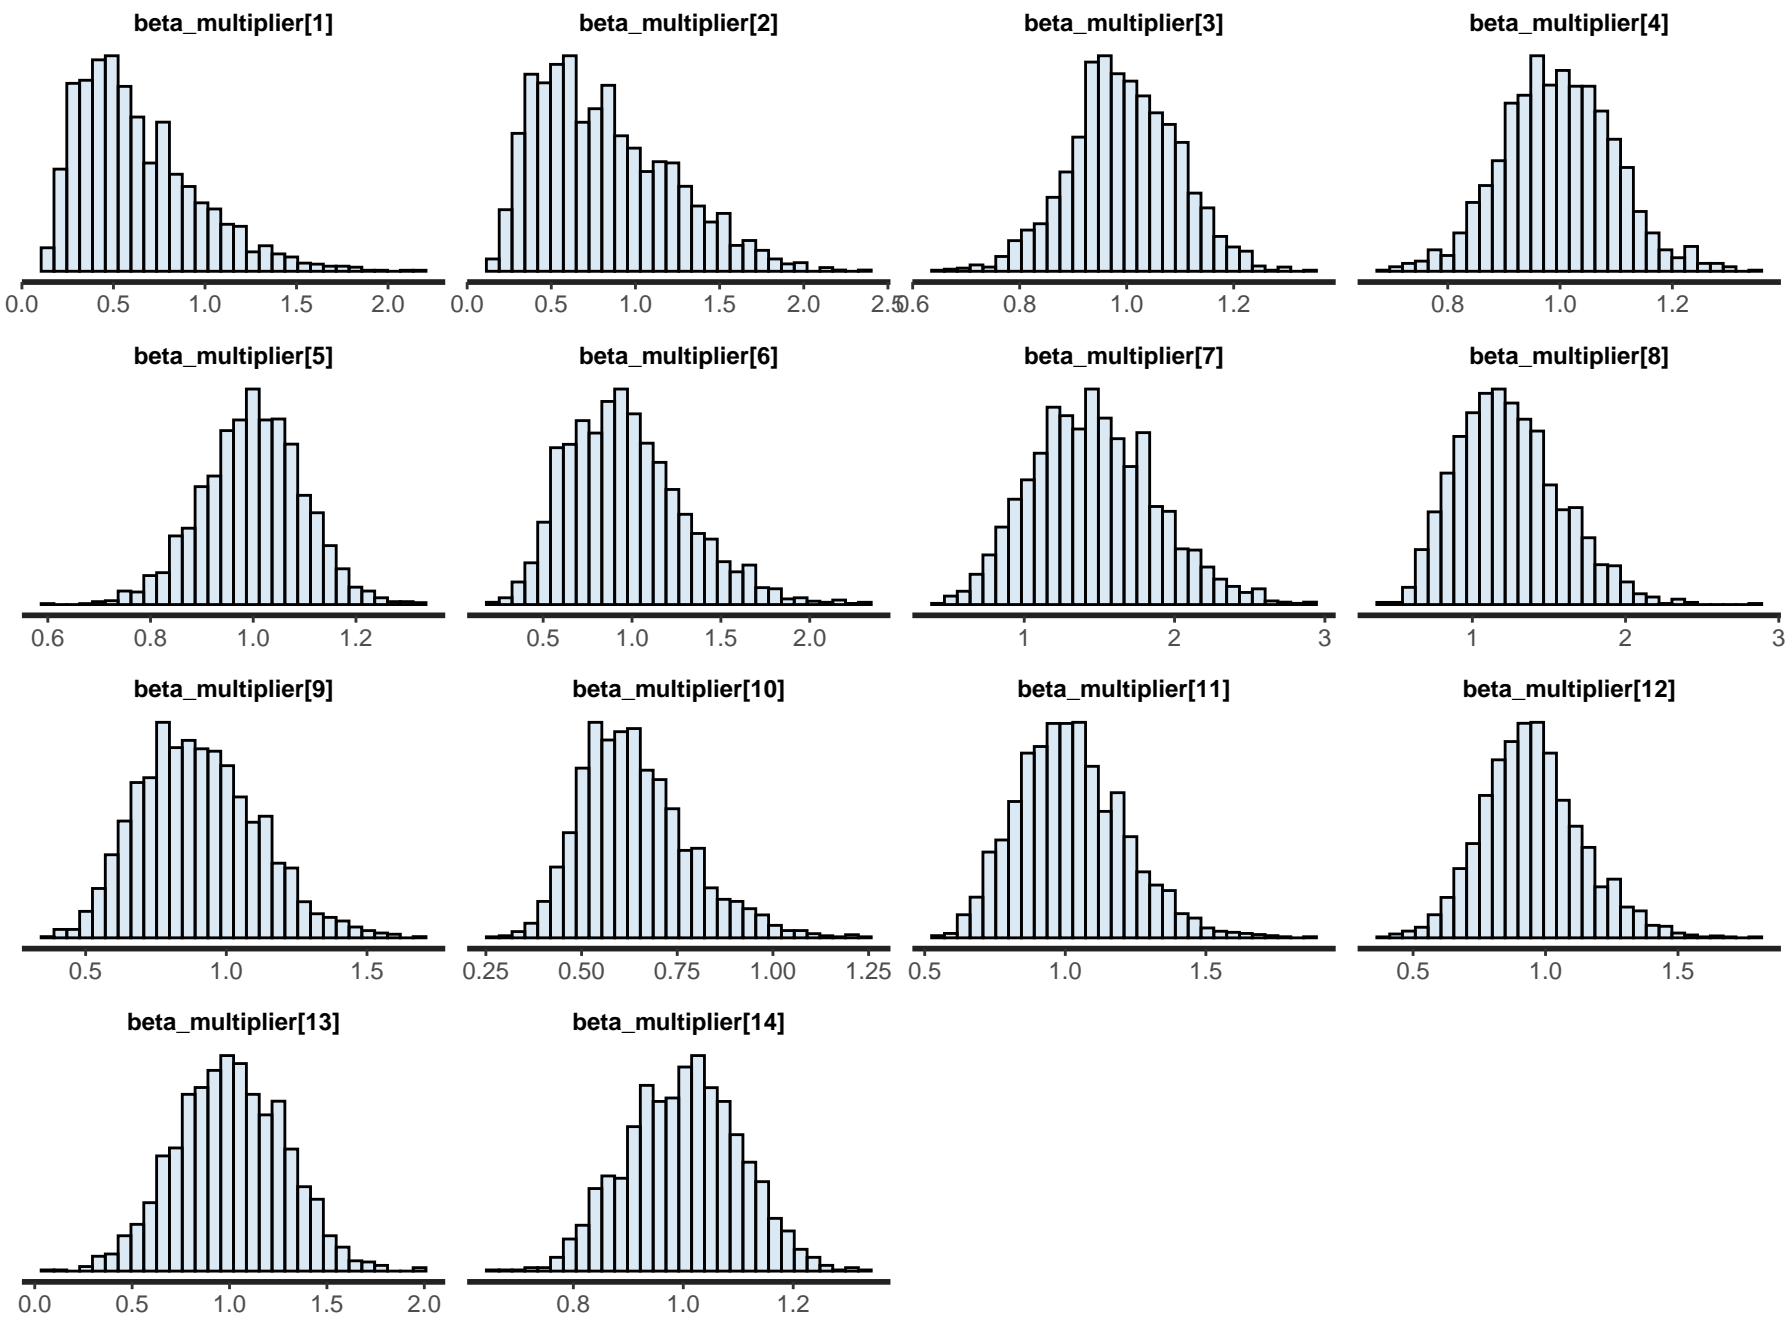 beta_multiplier[1] beta_multiplier[2] beta_multiplier[3] beta_multiplier[4]
0.0 0.5 1.0 1.5 2.0 0.0 0.5 1.0 1.5 2.0 2.5 0.6 0.8 1.0 1.2 0.8 1.0 1.2
beta_multiplier[5] beta_multiplier[6] beta_multiplier[7] beta_multiplier[8]
0.6 0.8 1.0 1.2 0.5 1.0 1.5 2.0 1 2 3 1 2 3
beta_multiplier[9] beta_multiplier[10] beta_multiplier[11] beta_multiplier[12]
0.5 1.0 1.5 0.25 0.50 0.75 1.00 1.25 0.5 1.0 1.5 0.5 1.0 1.5
beta_multiplier[13] beta_multiplier[14]
0.0 0.5 1.0 1.5 2.0 0.8 1.0 1.2